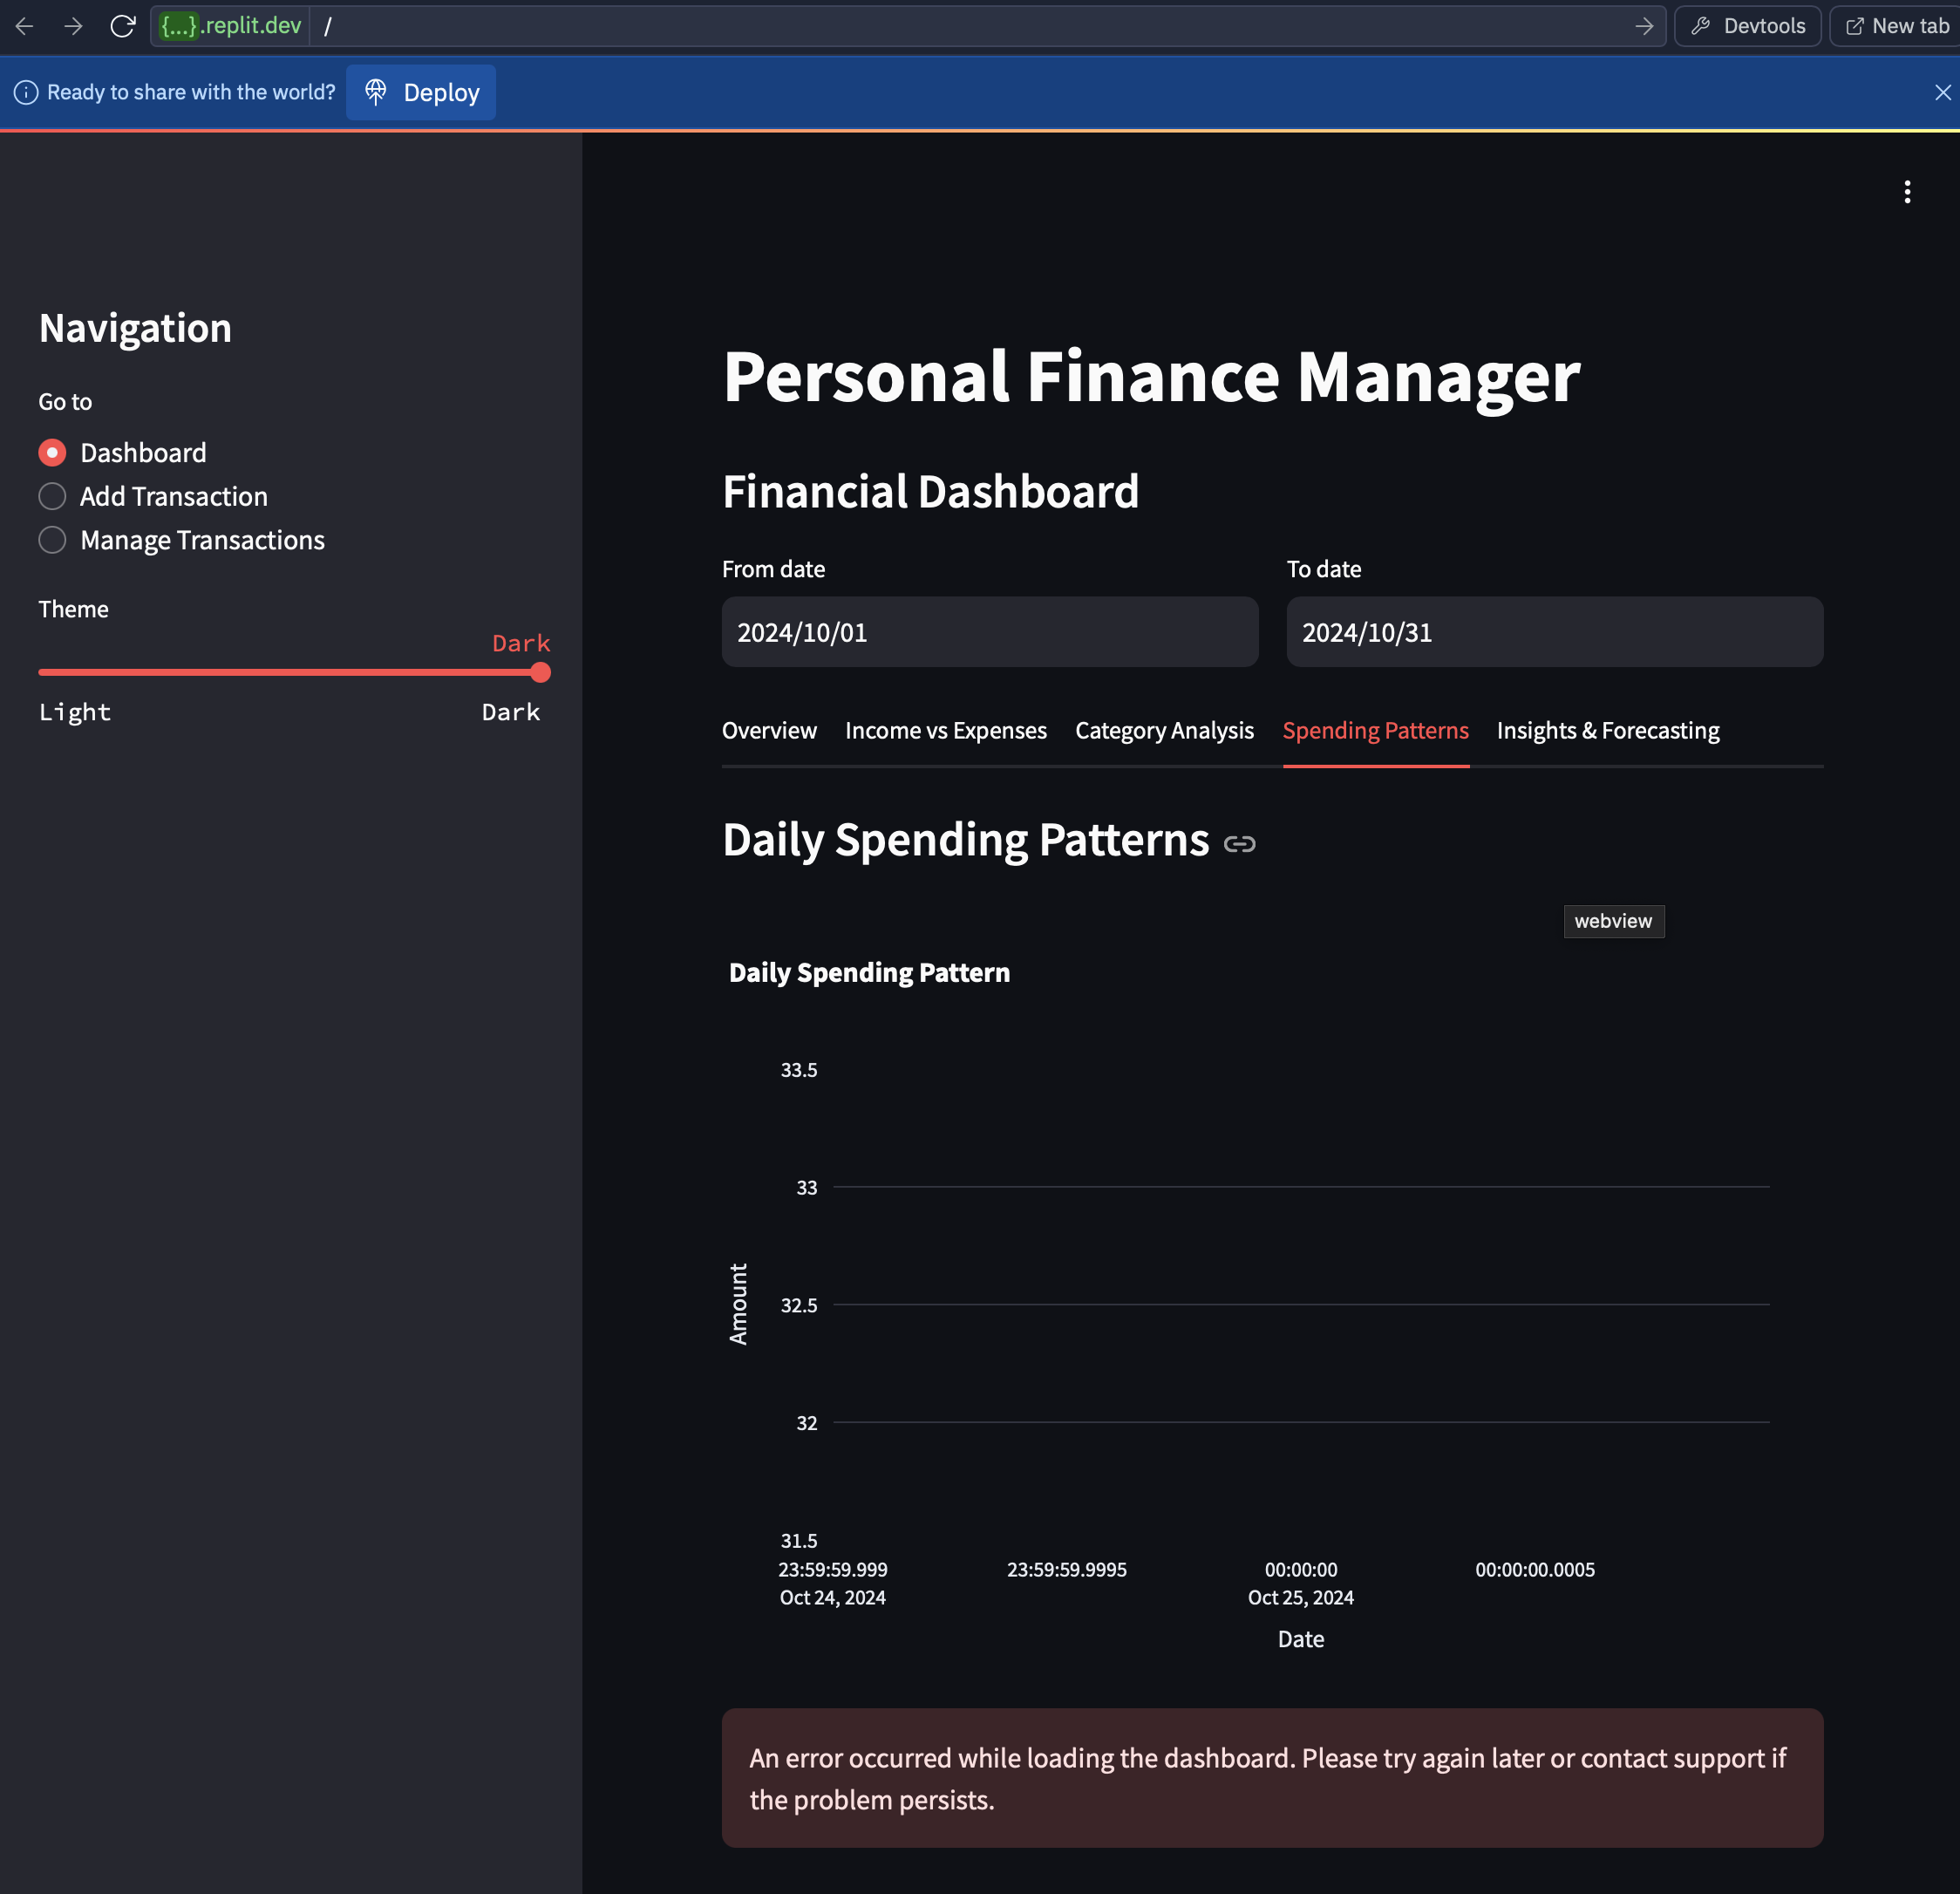 {...}.replit.dev /
Devtools
New tab
Ready to share with the world?
Deploy
Navigation
Go to
Dashboard
Add Transaction
Manage Transactions
Theme
Dark
Light
Dark
Personal Finance Manager
Financial Dashboard
From date
To date
2024/10/01
2024/10/31
Overview
Income vs Expenses
Category Analysis
Spending Patterns
Insights & Forecasting
Daily Spending Patterns
webview
Daily Spending Pattern
33.5
33
32.5
32
31.5
Amount
23:59:59.999
Oct 24, 2024
23:59:59.9995
00:00:00
Oct 25, 2024
00:00:00.0005
Date
An error occurred while loading the dashboard. Please try again later or contact support if
the problem persists.